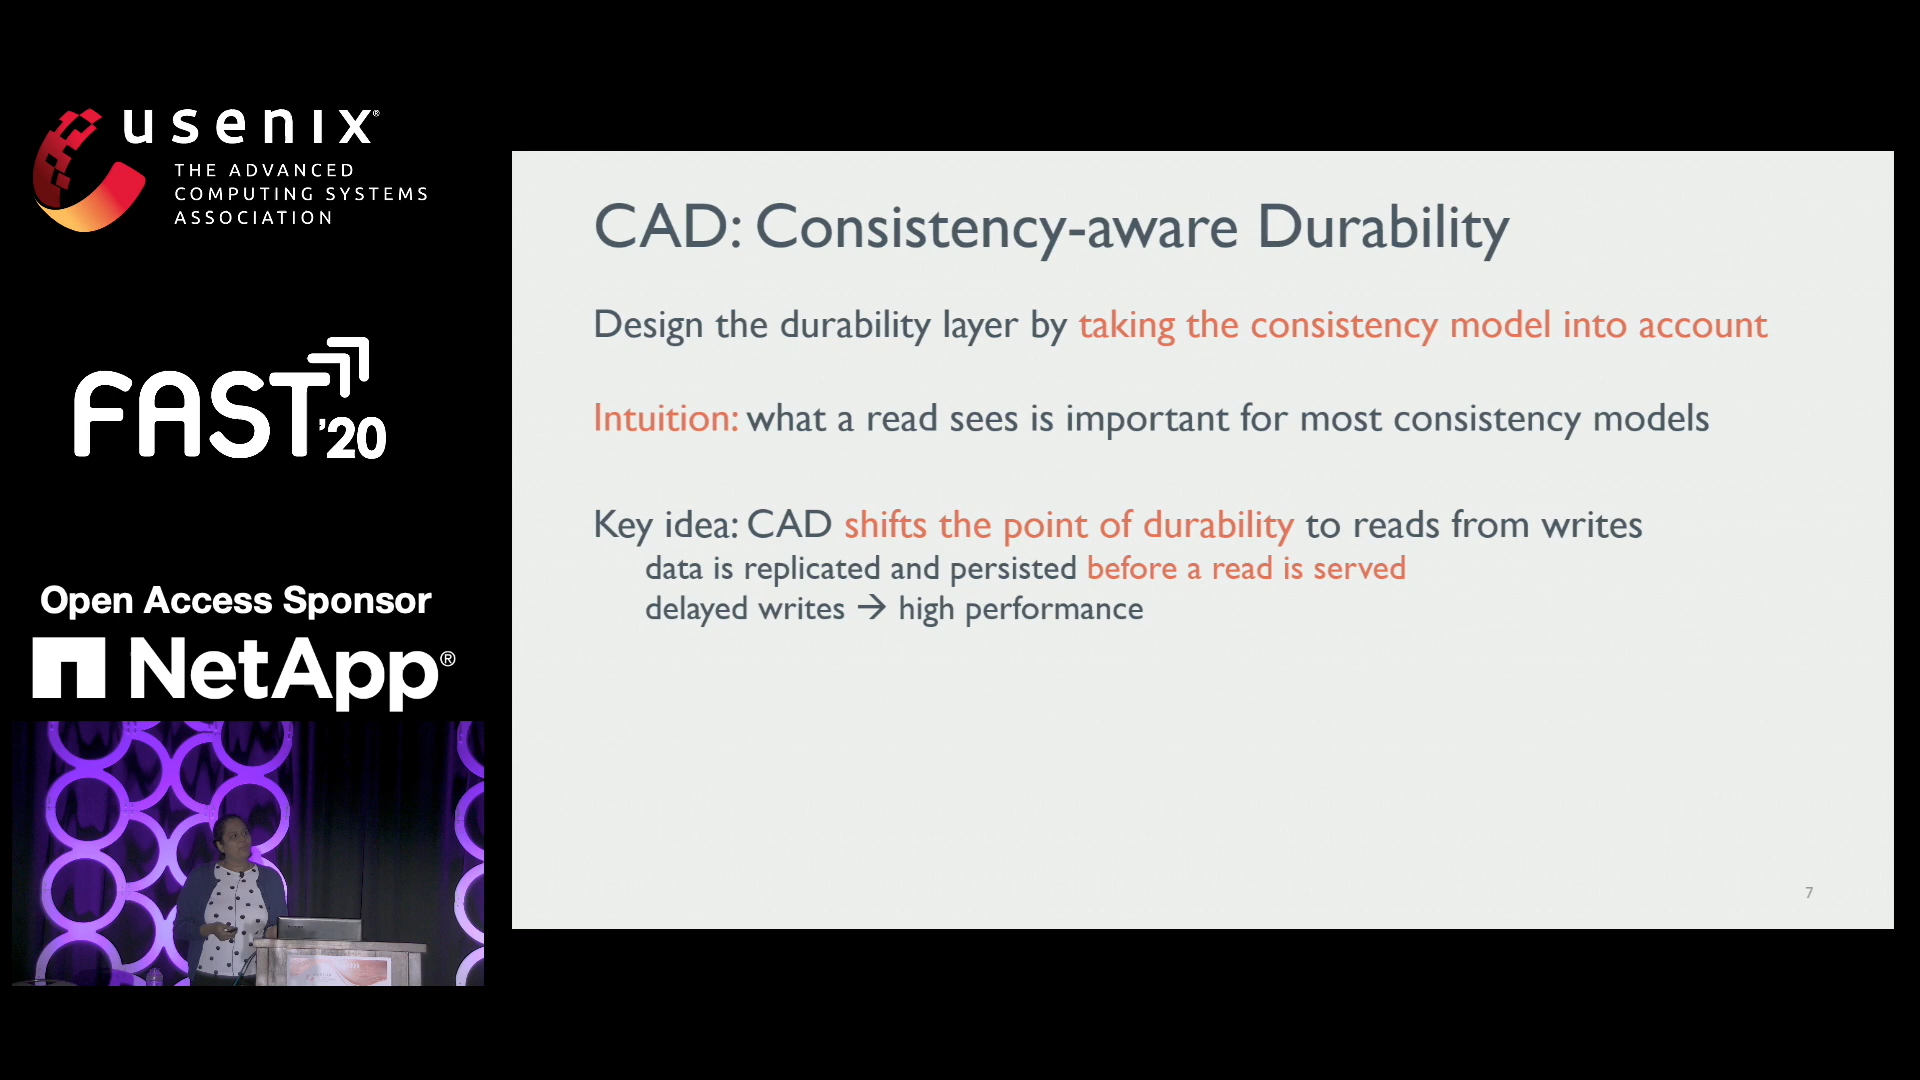 usenix®
THE ADVANCED
COMPUTING SYSTEMS
ASSOCIATION
FAST '20
Open Access Sponsor
NetApp®
CAD: Consistency-aware Durability
Design the durability layer by taking the consistency model into account
Intuition: what a read sees is important for most consistency models
Key idea: CAD shifts the point of durability to reads from writes
data is replicated and persisted before a read is served
delayed writes → high performance
7